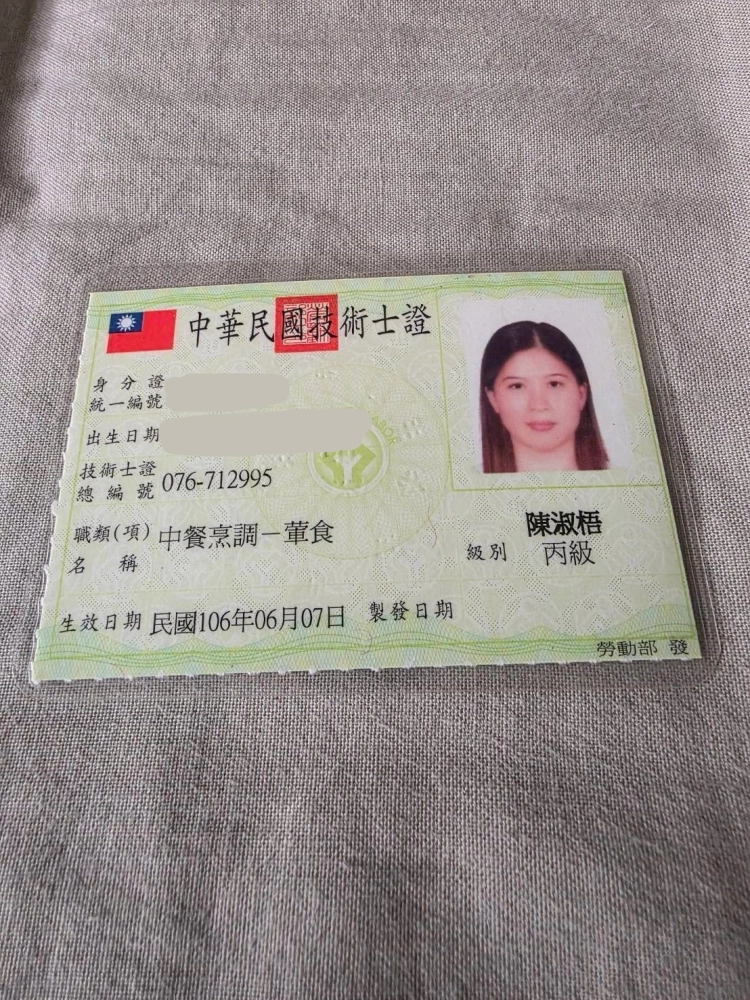 中華民國技術士證
身分證
統一編號
出生日期
技術士證
總編號 076-712995
職類(項) 中餐烹調－葷食
名稱
陳淑梧
級別 丙級
生效日期 民國106年06月07日 製發日期
勞動部 發